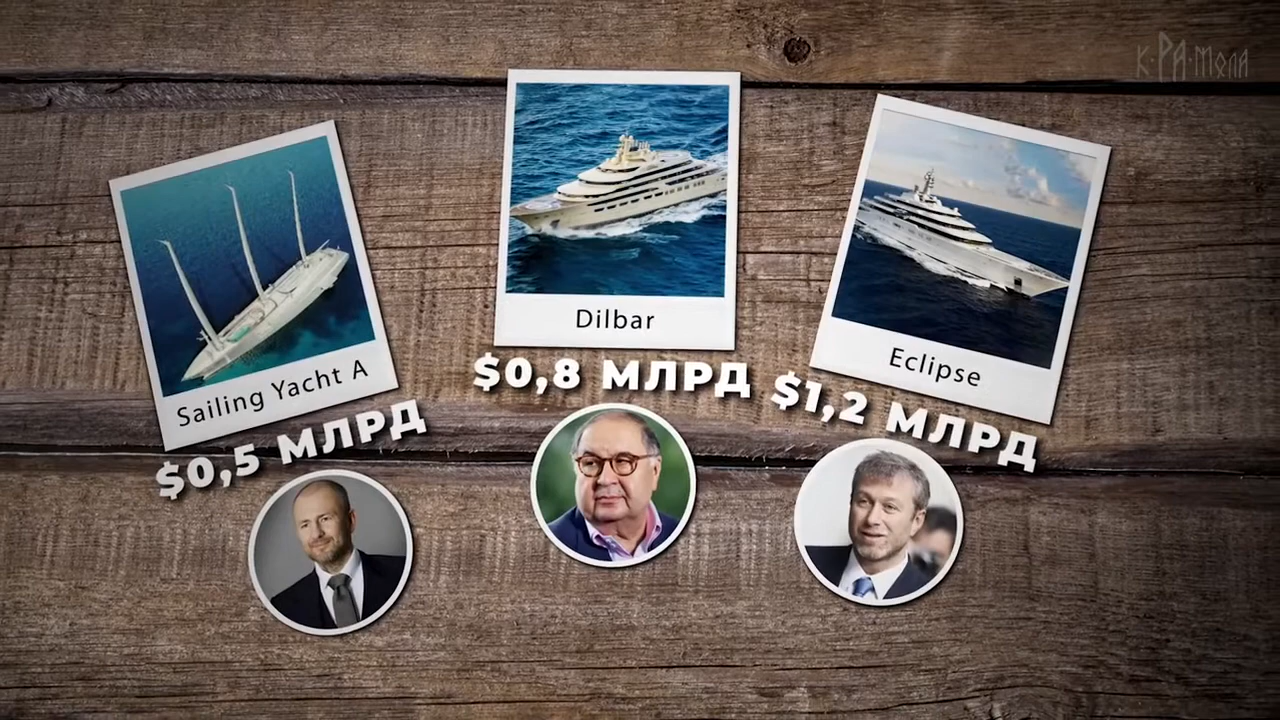 к·РА·мола
Sailing Yacht A
$0,5 МЛРД
Dilbar
$0,8 МЛРД
Eclipse
$1,2 МЛРД